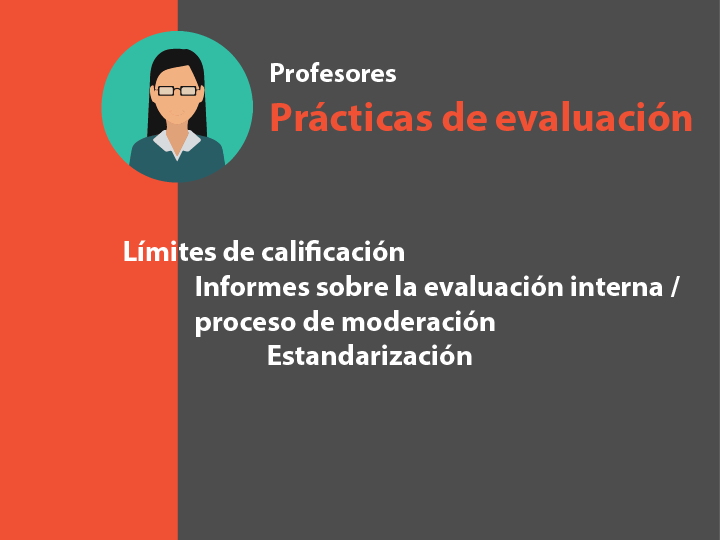 Profesores
Prácticas de evaluación
Límites de calificación
Informes sobre la evaluación interna /
proceso de moderación
Estandarización